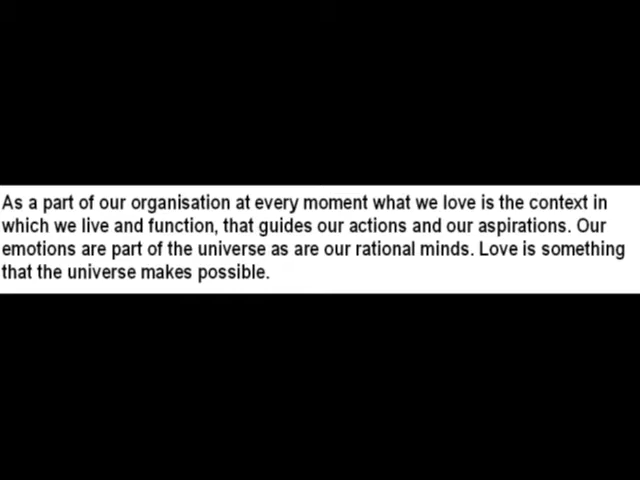 As a part of our organisation at every moment what we love is the context in
which we live and function, that guides our actions and our aspirations. Our
emotions are part of the universe as are our rational minds. Love is something
that the universe makes possible.